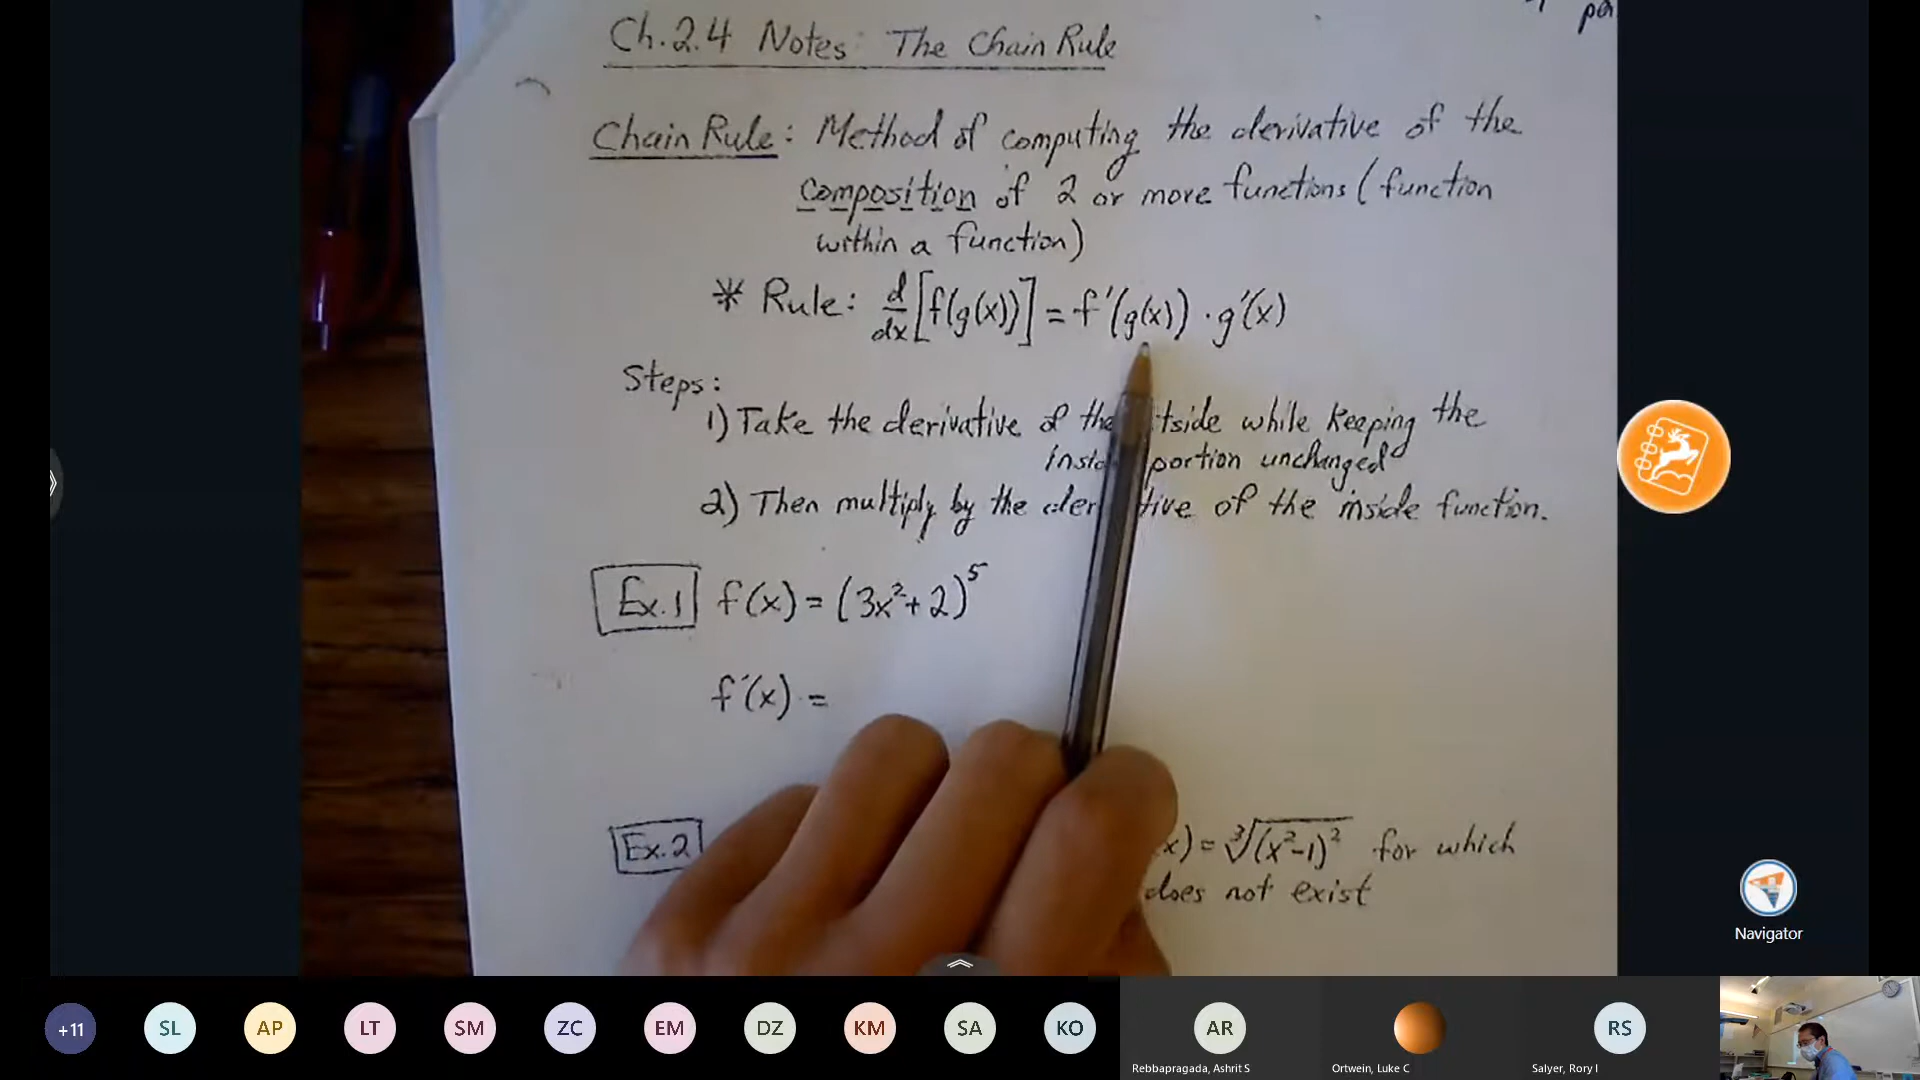 per
Ch.2.4 Notes: The Chain Rule
Chain Rule: Method of computing the derivative of the
composition of 2 or more functions (function
within a function)
* Rule: d/dx [f(g(x))] = f'(g(x)) · g'(x)
Steps:
1) Take the derivative of the tside while keeping the
insid portion unchanged
2) Then multiply by the der tive of the inside function.
Ex.1 f(x) = (3x²+2)⁵
f'(x) =
Ex.2 x) = ∛(x²-1)² for which
does not exist
Navigator
+11 SL AP LT SM ZC EM DZ KM SA KO AR RS
Rebbapragada, Ashrit S Ortwein, Luke C Salyer, Rory I